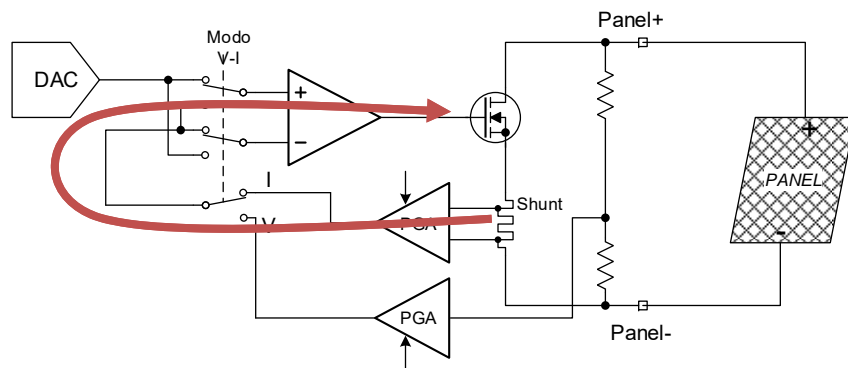 Panel+
Modo
V-I
DAC
+
+
-
PANEL
I
Shunt
V
PGA
-
PGA
Panel-